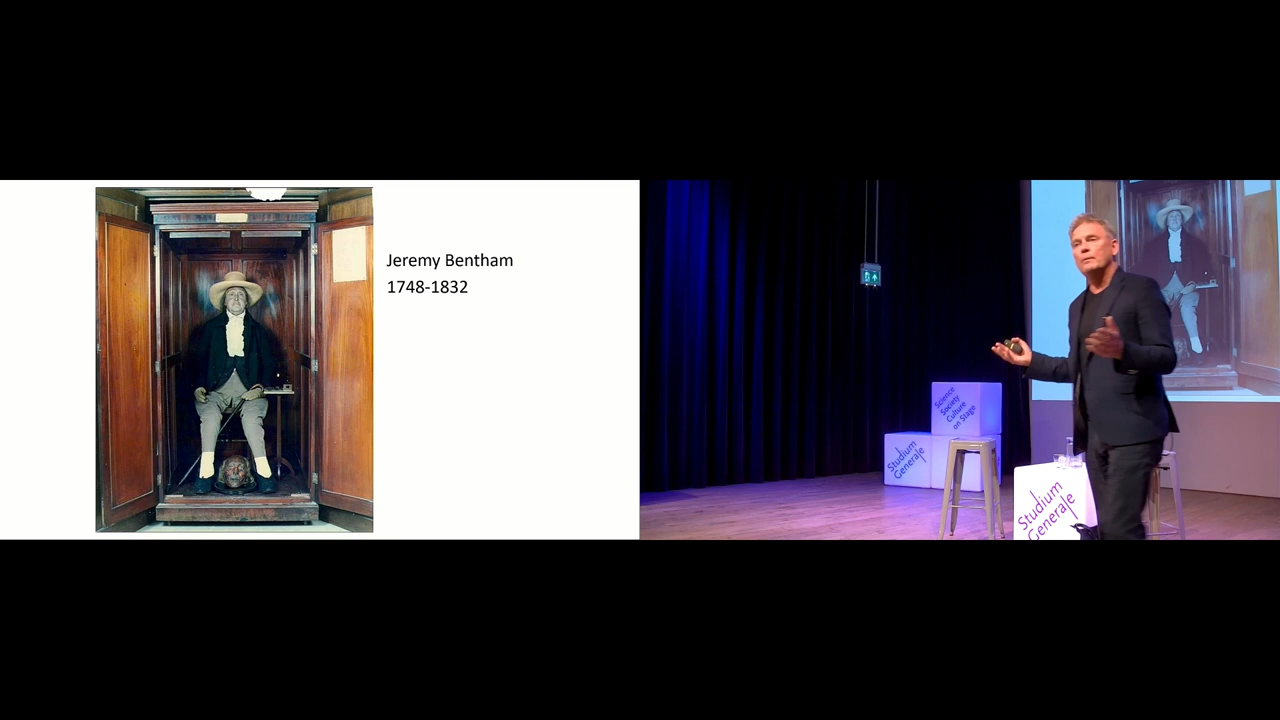 Jeremy Bentham
1748-1832
Science
Society
Culture
on Stage
Studium
Generale
Studium
Generale